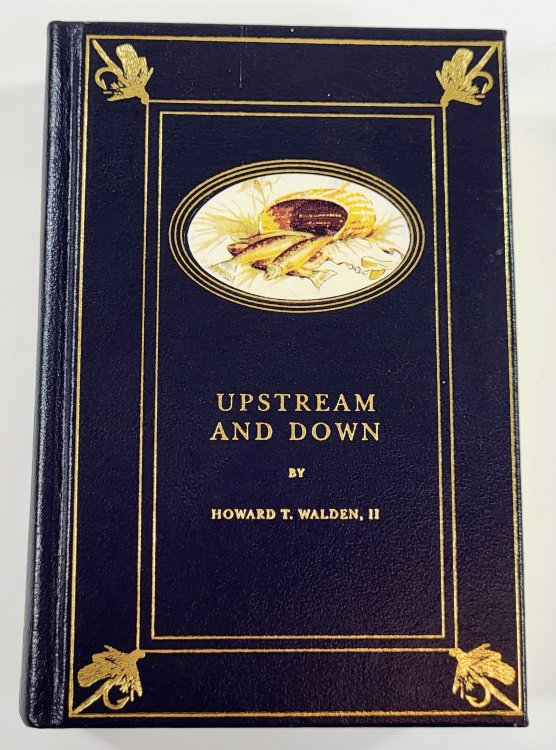 UPSTREAM
AND DOWN
BY
HOWARD T. WALDEN, II